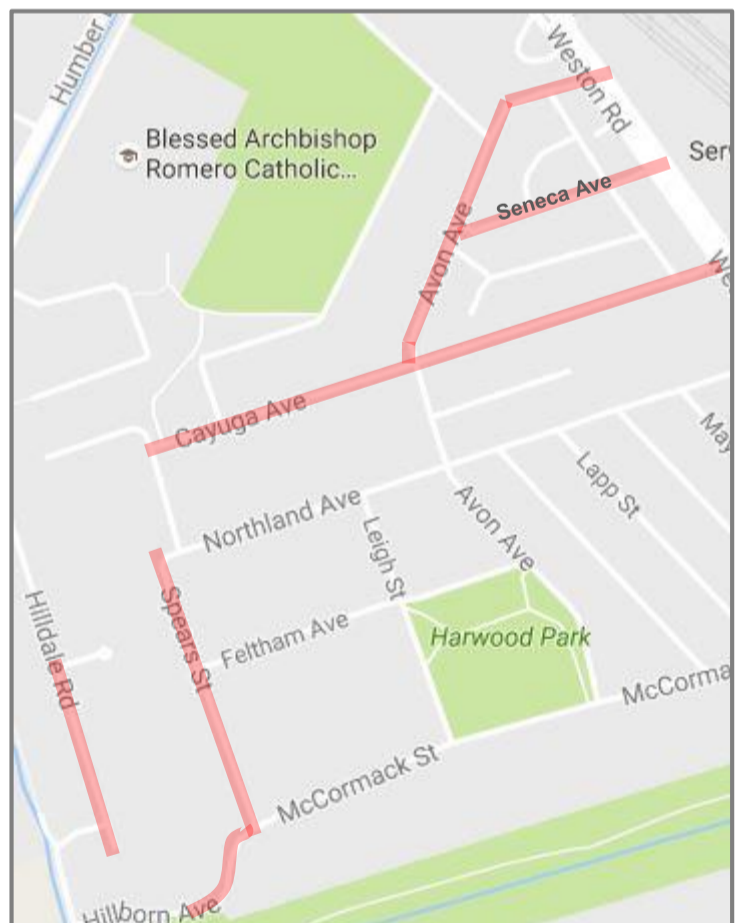 Humber
Weston Rd
Blessed Archbishop
Romero Catholic...
Ser
Seneca Ave
Avon Ave
We
Cayuga Ave
May
Lapp St
Northland Ave
Avon Ave
Leigh St
Hilldale Rd
Spears St
Feltham Ave
Harwood Park
McCorma
McCormack St
Hillborn Ave